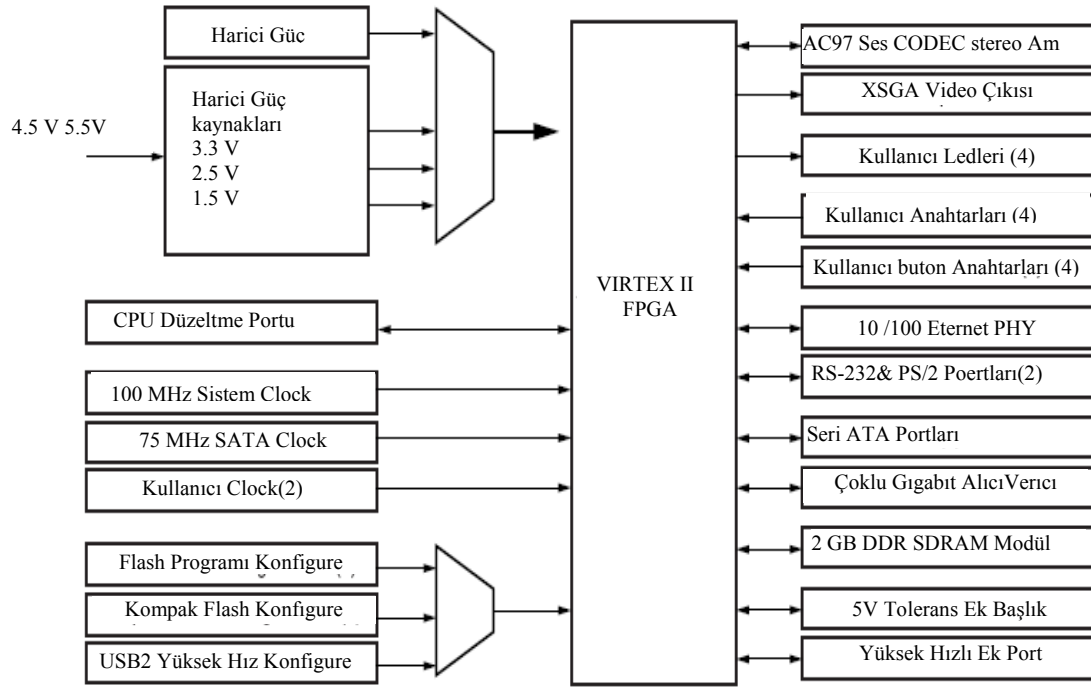 Harici Güc
4.5 V 5.5V
Harici Güç
kaynakları
3.3 V
2.5 V
1.5 V
CPU Düzeltme Portu
100 MHz Sistem Clock
75 MHz SATA Clock
Kullanıcı Clock(2)
Flash Programı Konfigure
Kompak Flash Konfigure
USB2 Yüksek Hız Konfigure
VIRTEX II
FPGA
AC97 Ses CODEC stereo Am
XSGA Video Çıkısı
Kullanıcı Ledleri (4)
Kullanıcı Anahtarları (4)
Kullanıcı buton Anahtarları (4)
10 /100 Eternet PHY
RS-232& PS/2 Poertları(2)
Seri ATA Portları
Çoklu Gıgabıt AlıcıVerıcı
2 GB DDR SDRAM Modül
5V Tolerans Ek Başlık
Yüksek Hızlı Ek Port